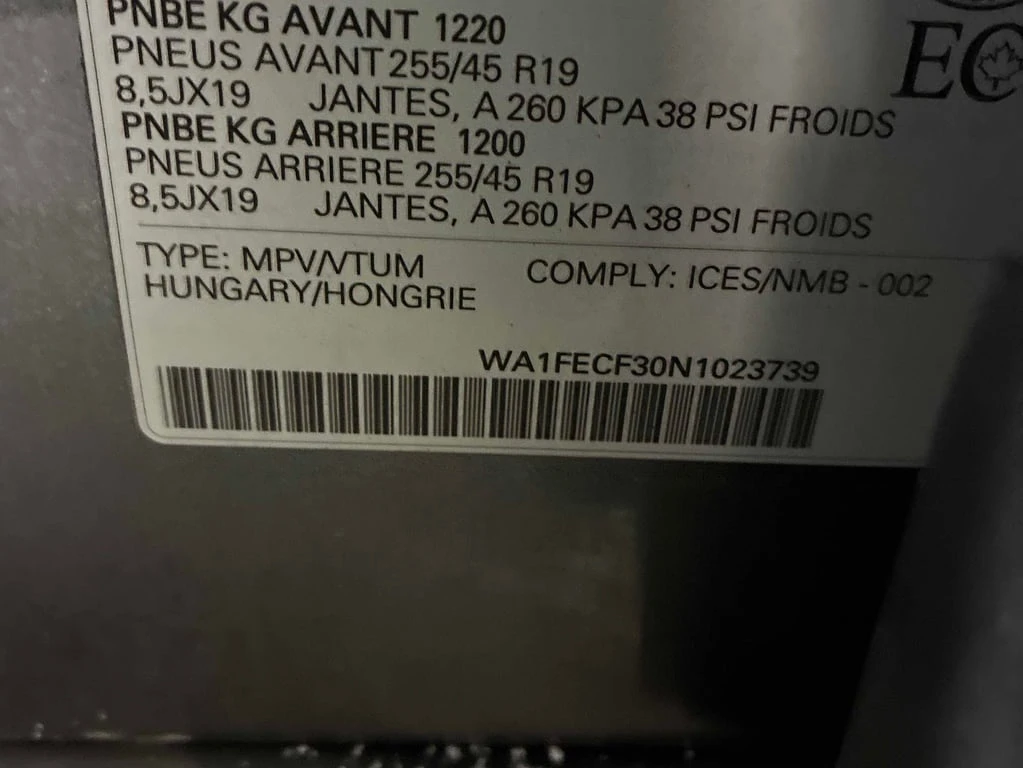 PNBE KG AVANT 1220
PNEUS AVANT 255/45 R19
8,5JX19 JANTES, A 260 KPA 38 PSI FROIDS
PNBE KG ARRIERE 1200
PNEUS ARRIERE 255/45 R19
8,5JX19 JANTES, A 260 KPA 38 PSI FROIDS
EC
TYPE: MPV/VTUM
COMPLY: ICES/NMB - 002
HUNGARY/HONGRIE
WA1FECF30N1023739